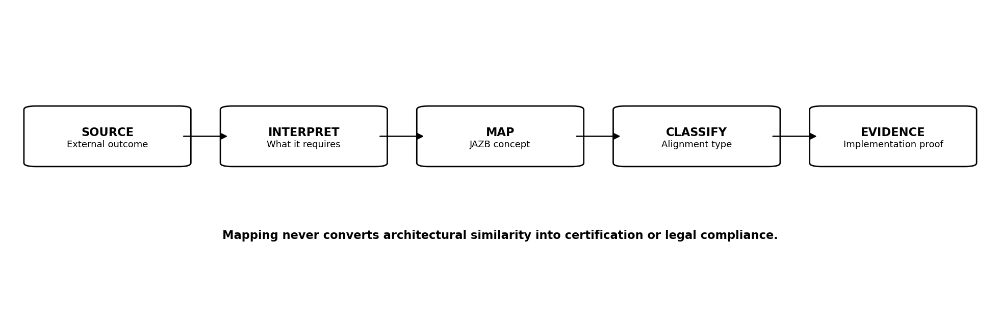 SOURCE
External outcome
INTERPRET
What it requires
MAP
JAZB concept
CLASSIFY
Alignment type
EVIDENCE
Implementation proof
Mapping never converts architectural similarity into certification or legal compliance.